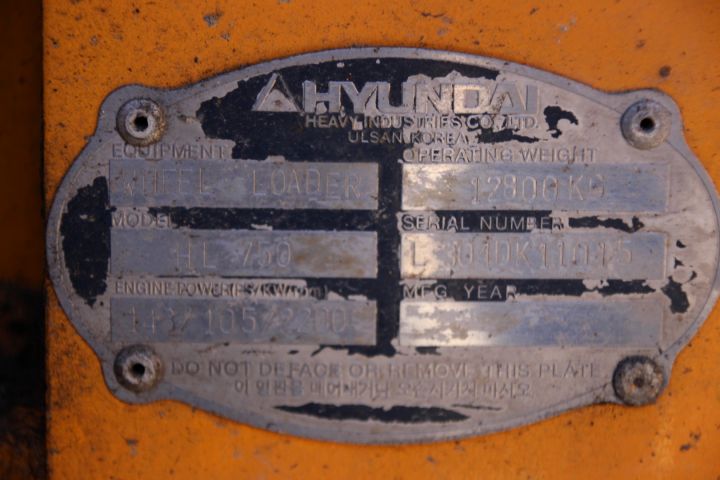 HYUNDAI
HEAVY INDUSTRIES CO., LTD.
ULSAN, KOREA
EQUIPMENT
OPERATING WEIGHT
WHEEL LOADER
12800 KG
MODEL
SERIAL NUMBER
HL 750
ENGINE POWER(PS/KW/rpm)
MFG. YEAR
143/105/2200
DO NOT DEFACE OR REMOVE THIS PLATE